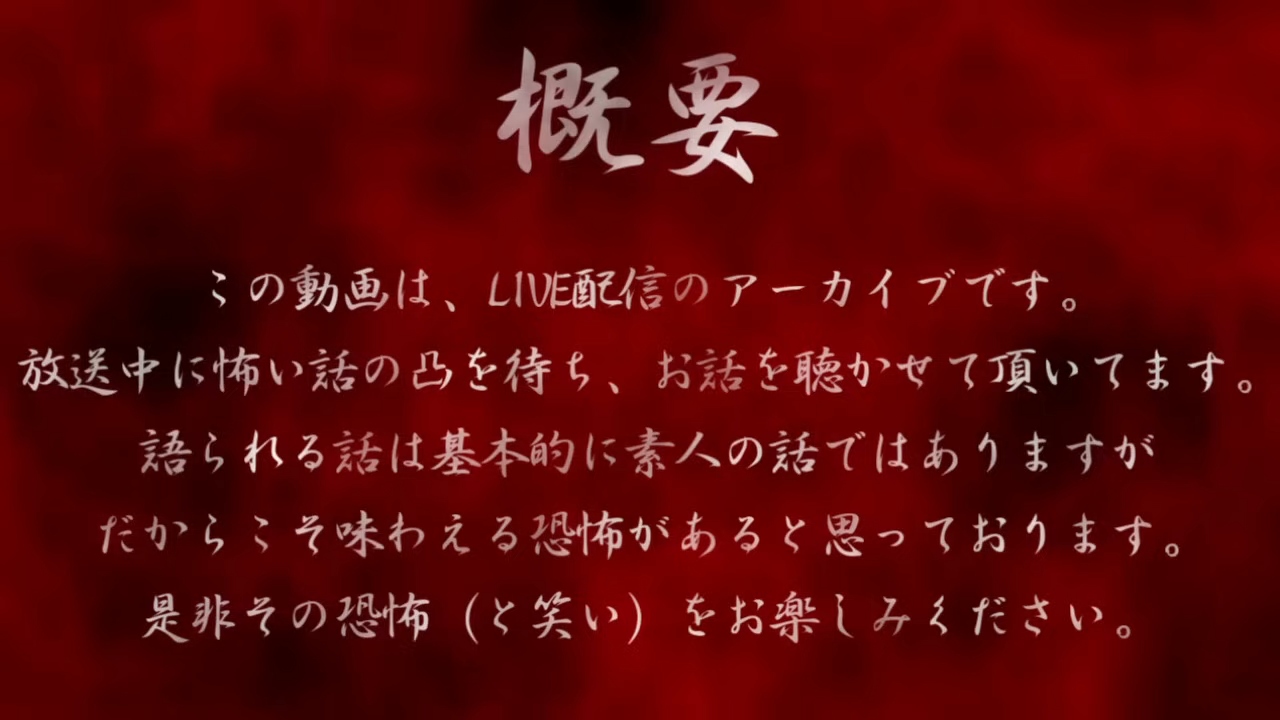 概要
この動画は、LIVE配信のアーカイブです。
放送中に怖い話の凸を待ち、お話を聴かせて頂いてます。
語られる話は基本的に素人の話ではありますが
だからこそ味わえる恐怖があると思っております。
是非その恐怖（と笑い）をお楽しみください。